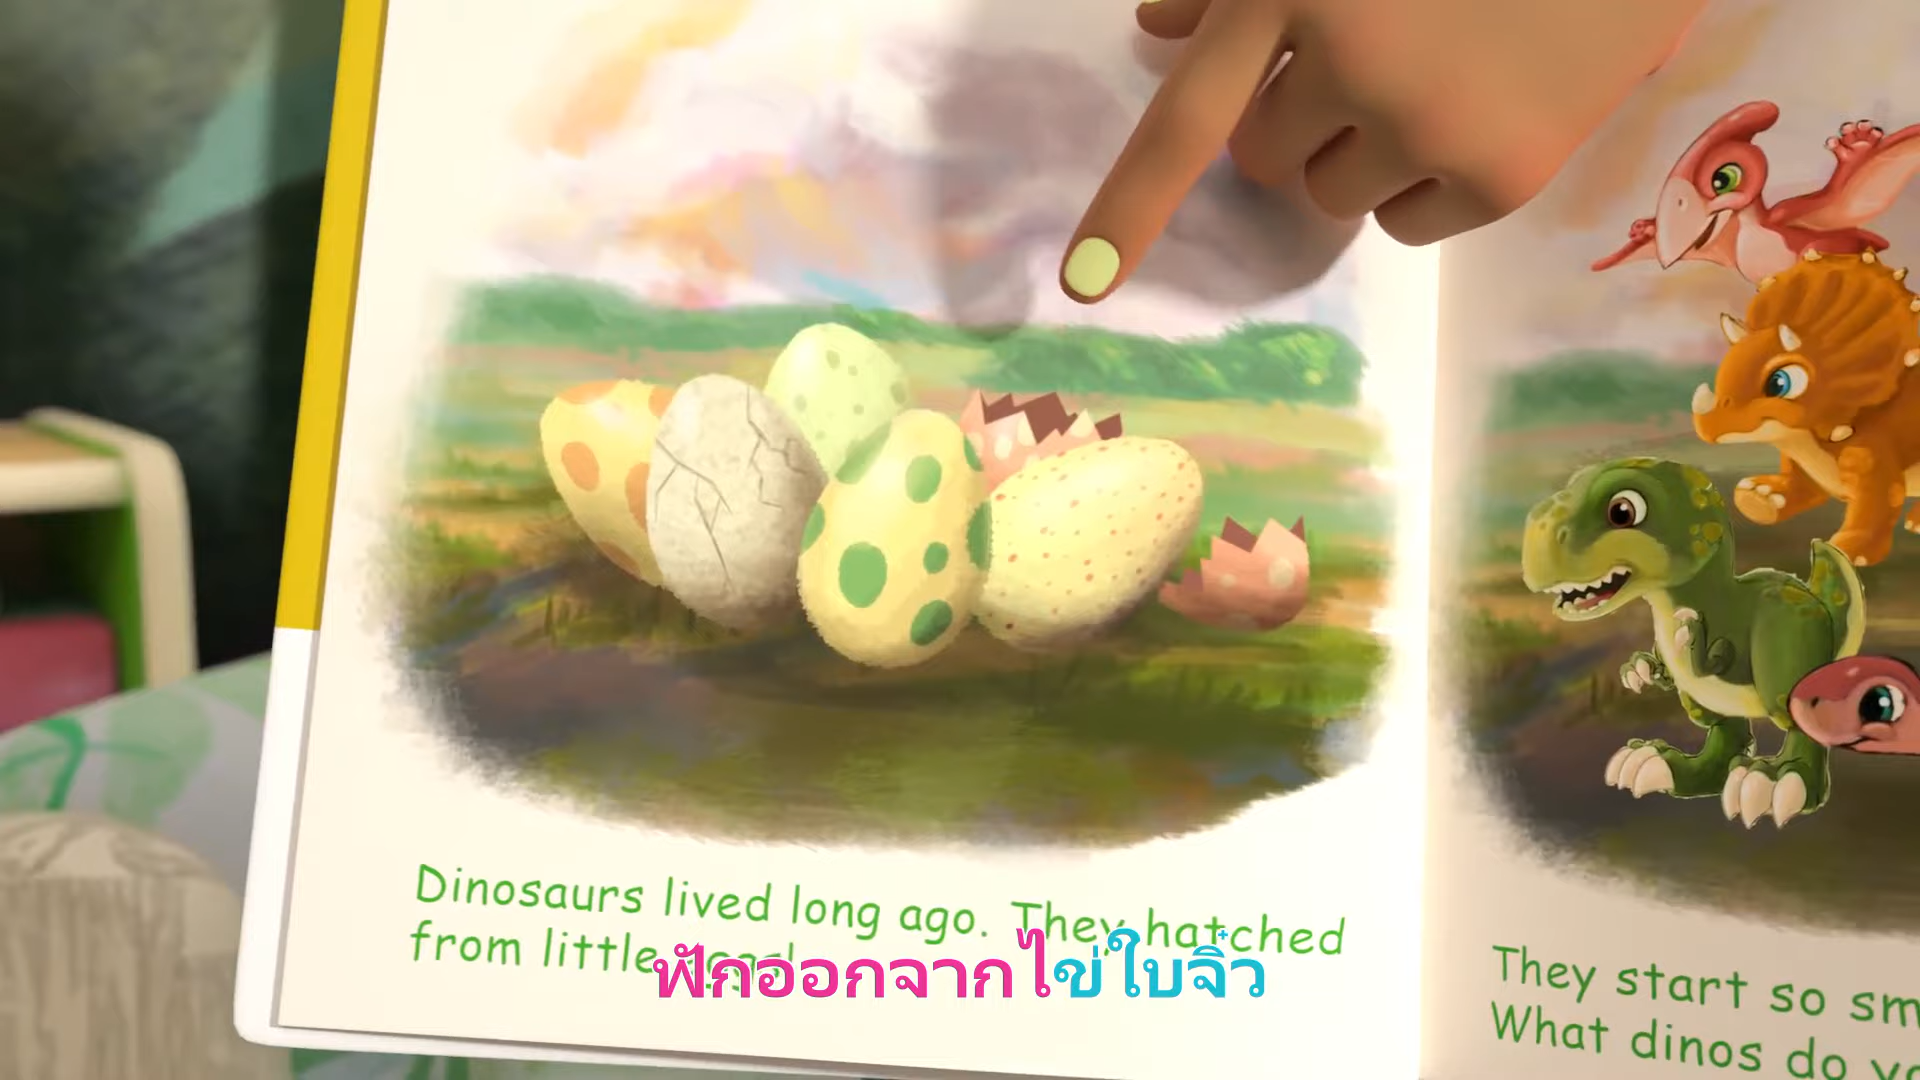 Dinosaurs lived long ago. They hatched
from little eggs!
ฟักออกจากไข่ใบจิ๋ว
They start so
What dinos do